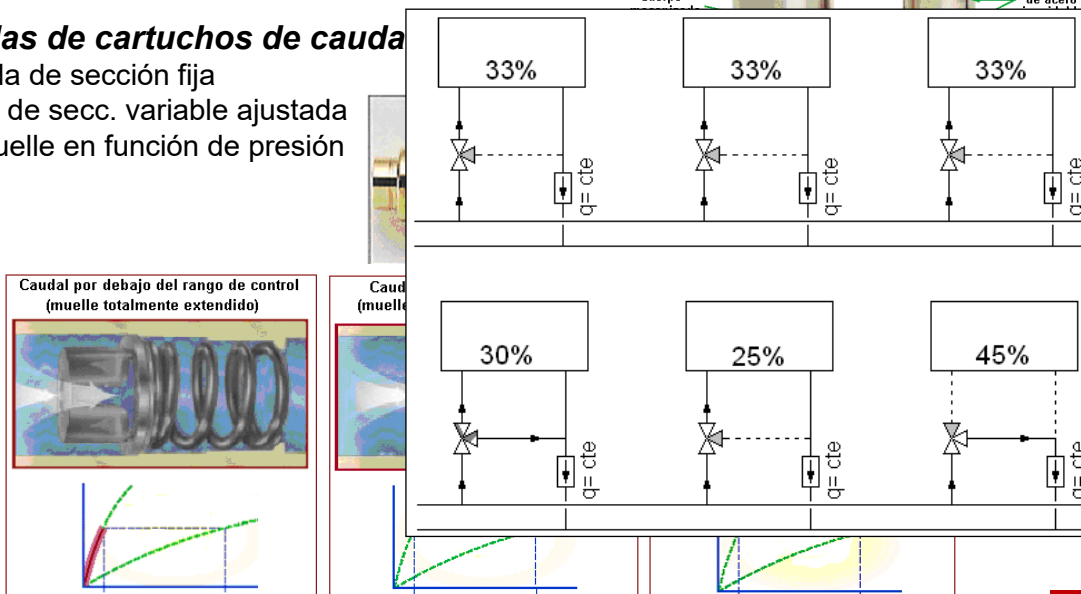 de acero
las de cartuchos de cauda
la de sección fija
de secc. variable ajustada
uelle en función de presión
33%
33%
33%
q= cte
q= cte
q= cte
Caudal por debajo del rango de control
(muelle totalmente extendido)
Caud
(muelle
30%
25%
45%
q= cte
q= cte
q= cte